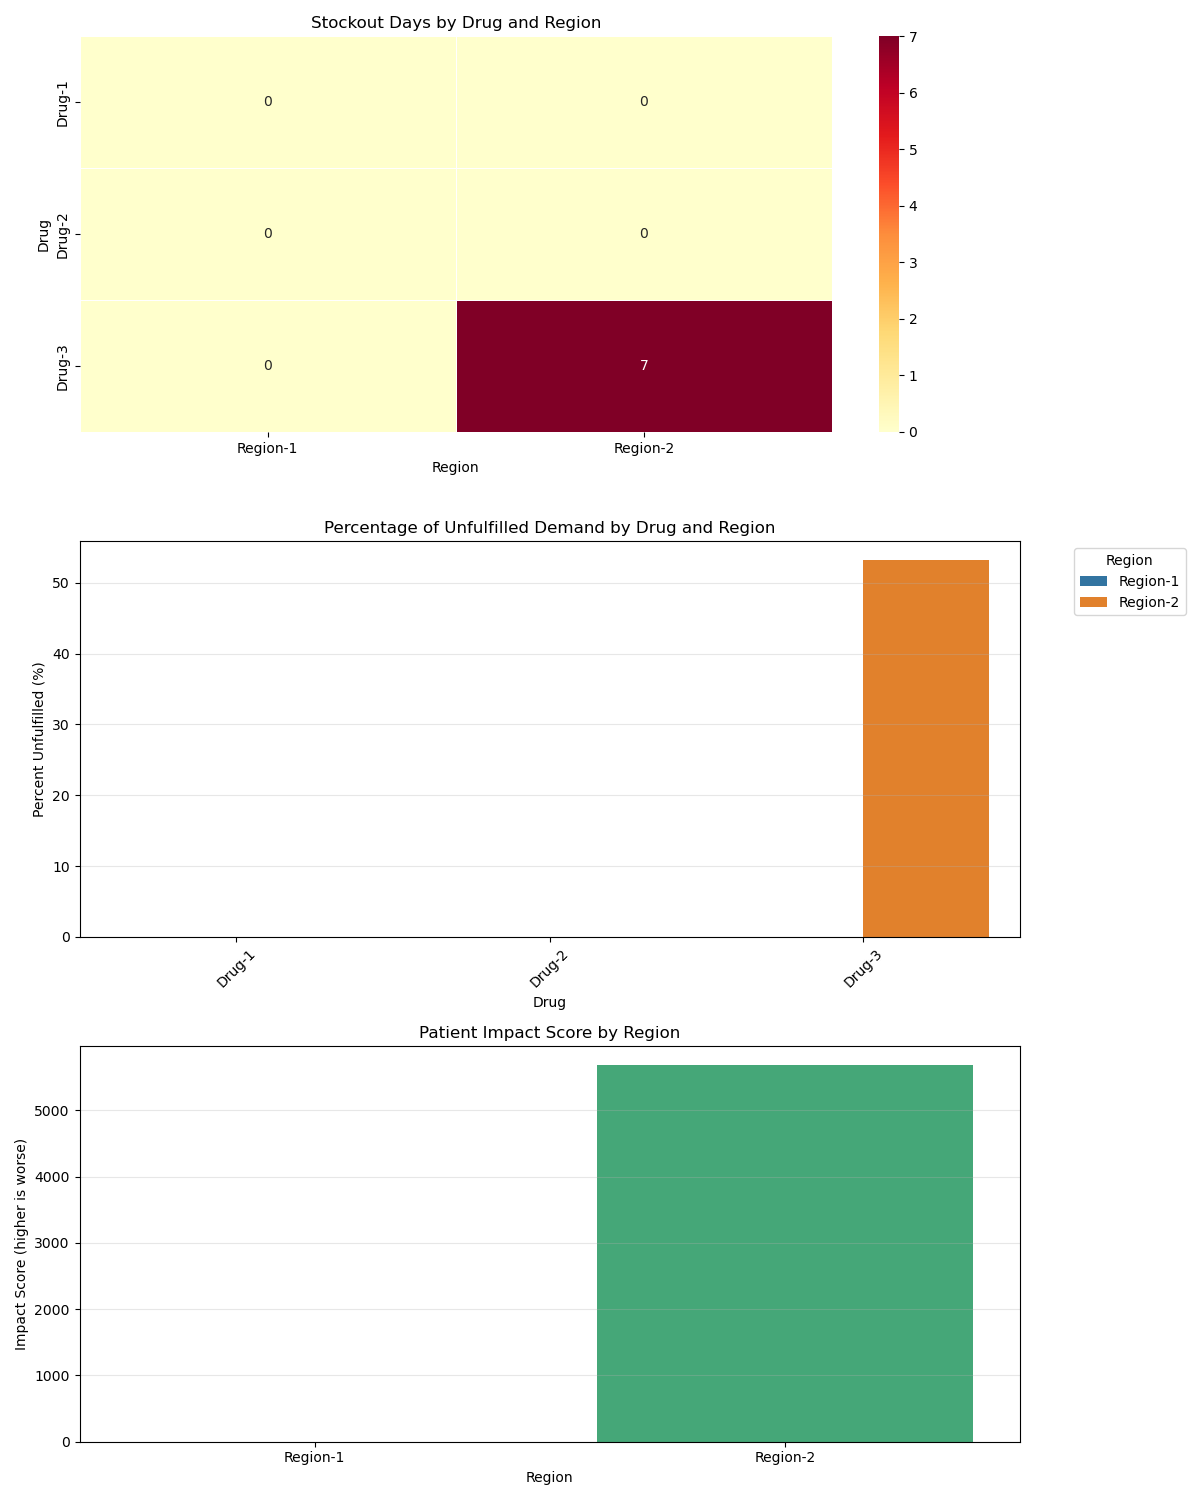 Stockout Days by Drug and Region
Drug-1
Drug-2
Drug-3
Drug
0 0
0 0
0 7
Region-1 Region-2
Region
7
6
5
4
3
2
1
0
Percentage of Unfulfilled Demand by Drug and Region
Percent Unfulfilled (%)
50
40
30
20
10
0
Drug-1 Drug-2 Drug-3
Drug
Region
Region-1
Region-2
Patient Impact Score by Region
Impact Score (higher is worse)
5000
4000
3000
2000
1000
0
Region-1 Region-2
Region